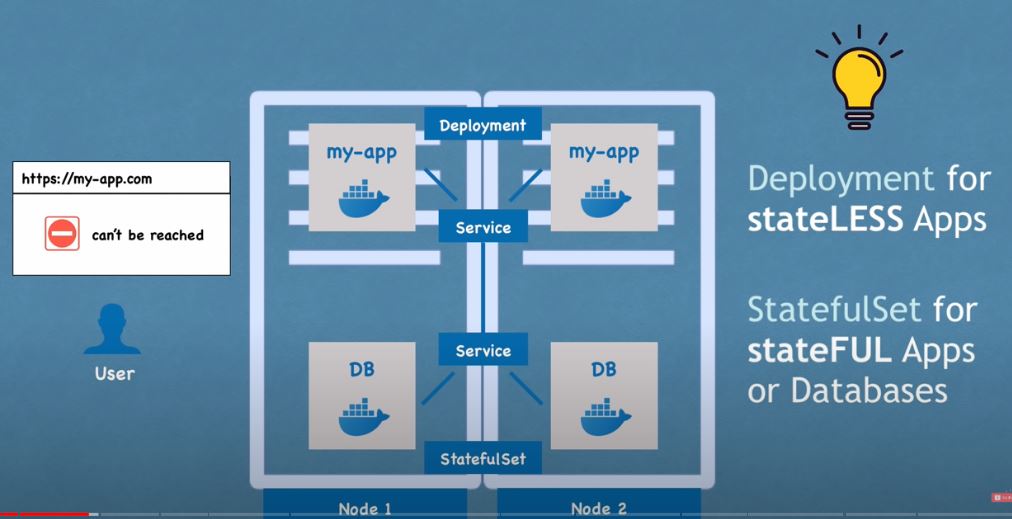 https://my-app.com
can't be reached
User
Deployment
my-app
my-app
Service
Service
DB
DB
StatefulSet
Node 1
Node 2
Deployment for
stateLESS Apps
StatefulSet for
stateFUL Apps
or Databases